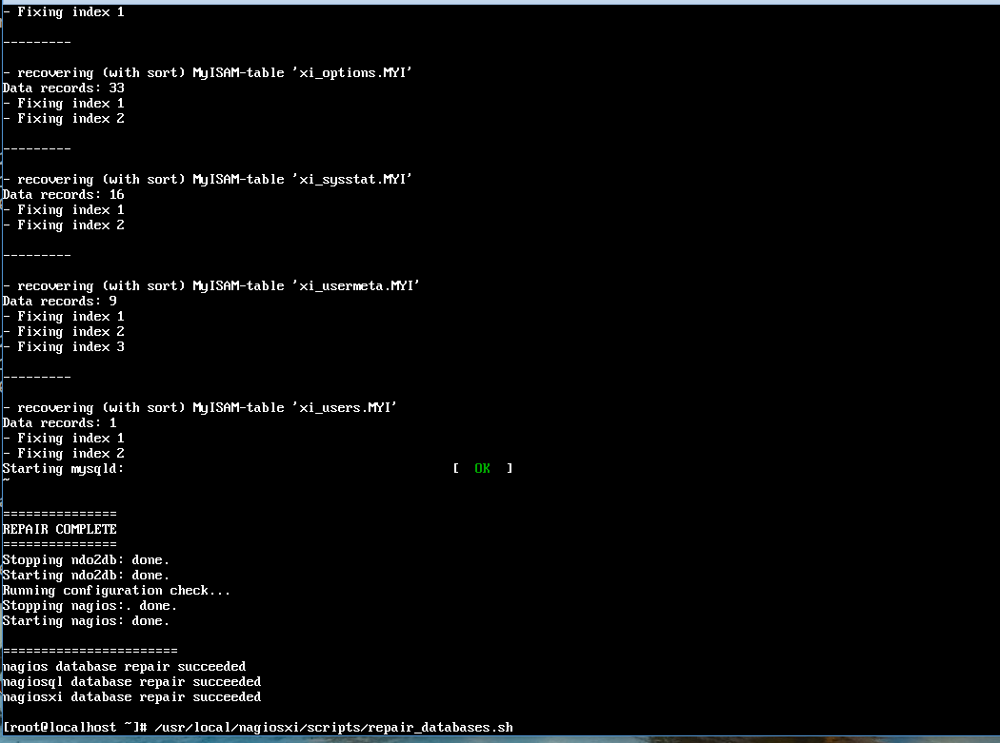 - Fixing index 1
---------
- recovering (with sort) MyISAM-table 'xi_options.MYI'
Data records: 33
- Fixing index 1
- Fixing index 2
---------
- recovering (with sort) MyISAM-table 'xi_sysstat.MYI'
Data records: 16
- Fixing index 1
- Fixing index 2
---------
- recovering (with sort) MyISAM-table 'xi_usermeta.MYI'
Data records: 9
- Fixing index 1
- Fixing index 2
- Fixing index 3
---------
- recovering (with sort) MyISAM-table 'xi_users.MYI'
Data records: 1
- Fixing index 1
- Fixing index 2
Starting mysqld: [ OK ]
~
===============
REPAIR COMPLETE
===============
Stopping ndo2db: done.
Starting ndo2db: done.
Running configuration check...
Stopping nagios:. done.
Starting nagios: done.
=======================
nagios database repair succeeded
nagiosql database repair succeeded
nagiosxi database repair succeeded
[root@localhost ~]# /usr/local/nagiosxi/scripts/repair_databases.sh